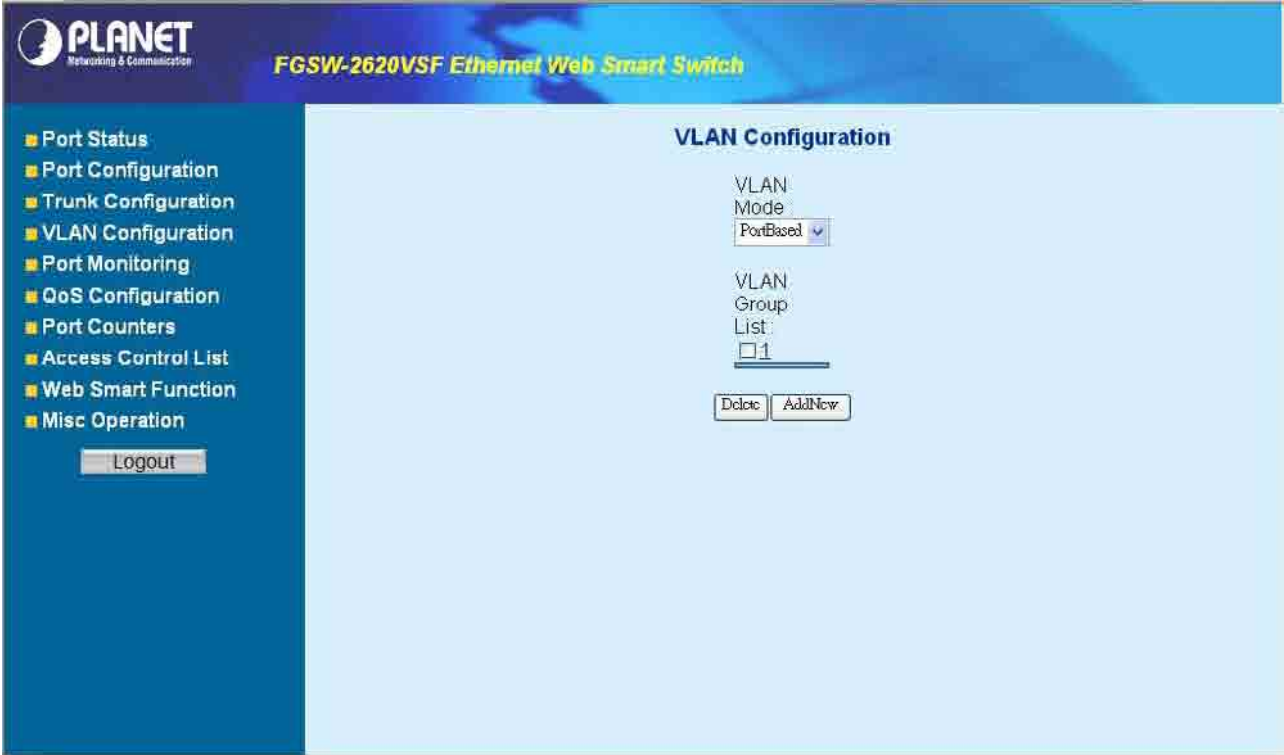 PLANET
Networking & Communication
FGSW-2620VSF Ethernet Web Smart Switch
Port Status
Port Configuration
Trunk Configuration
VLAN Configuration
Port Monitoring
QoS Configuration
Port Counters
Access Control List
Web Smart Function
Misc Operation
Logout
VLAN Configuration
VLAN
Mode
PortBased
VLAN
Group
List :
1
Delete AddNew